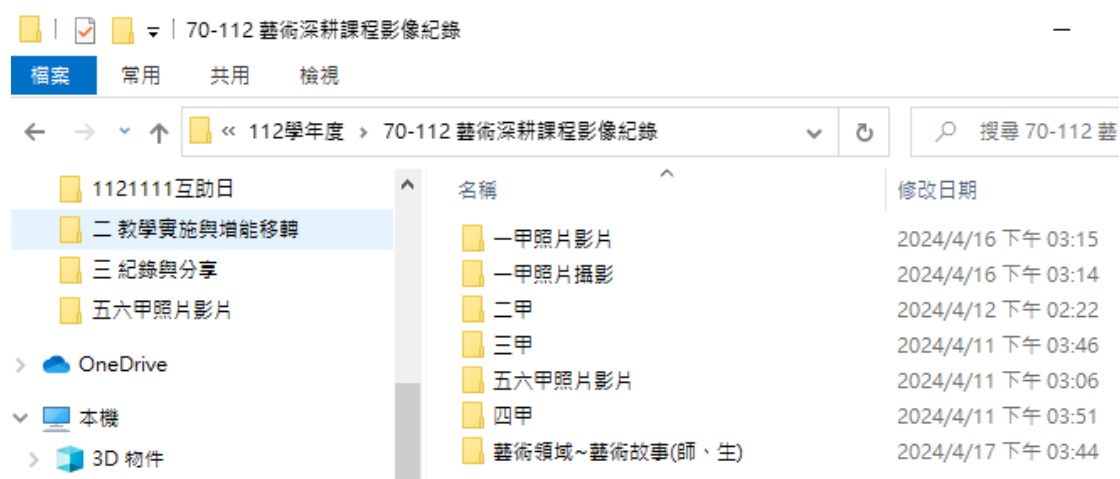 70-112 藝術深耕課程影像紀錄
檔案 常用 共用 檢視
« 112學年度 › 70-112 藝術深耕課程影像紀錄 搜尋 70-112 藝
1121111互助日
二 教學實施與增能移轉
三 紀錄與分享
五六甲照片影片
OneDrive
本機
3D 物件
名稱 修改日期
一甲照片影片 2024/4/16 下午 03:15
一甲照片攝影 2024/4/16 下午 03:14
二甲 2024/4/12 下午 02:22
三甲 2024/4/11 下午 03:46
五六甲照片影片 2024/4/11 下午 03:06
四甲 2024/4/11 下午 03:51
藝術領域~藝術故事(師、生) 2024/4/17 下午 03:44